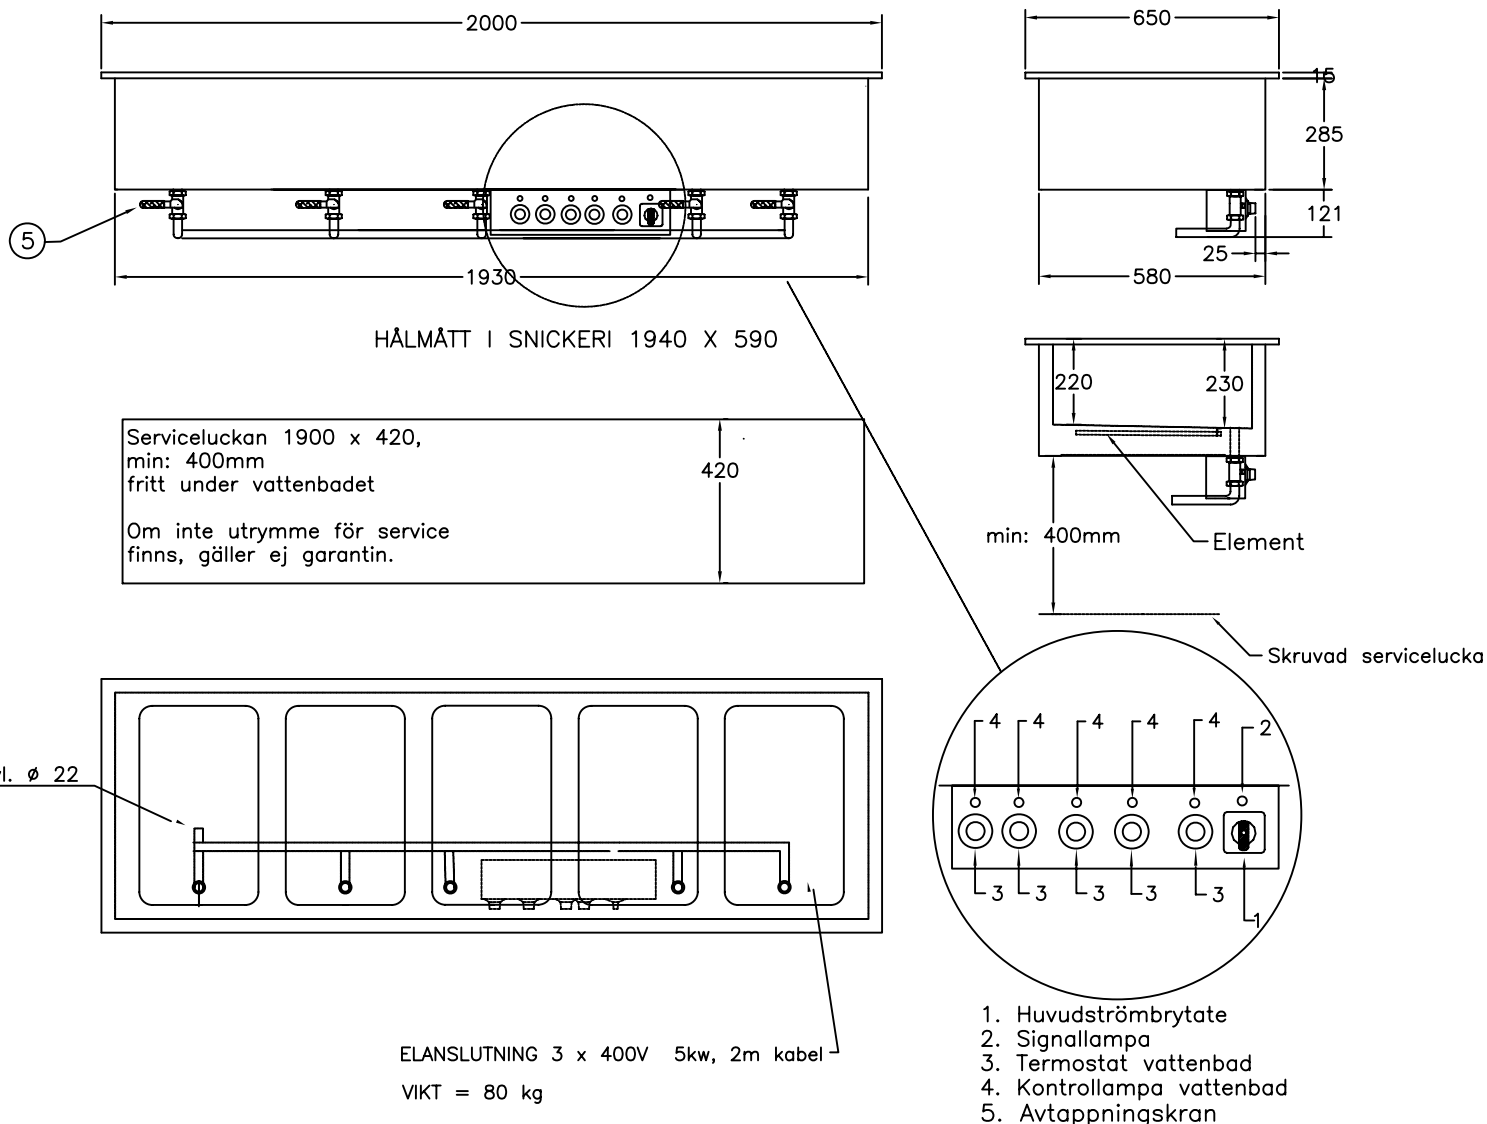 2000
650
15
285
121
25
580
5
1930
HÅLMÅTT I SNICKERI 1940 X 590
220
230
Serviceluckan 1900 x 420,
min: 400mm
fritt under vattenbadet
Om inte utrymme för service
finns, gäller ej garantin.
420
min: 400mm
Element
Skruvad servicelucka
ø 22
4 4 4 4 4 2
3 3 3 3 3 1
ELANSLUTNING 3 x 400V 5kw, 2m kabel
VIKT = 80 kg
1. Huvudströmbrytate
2. Signallampa
3. Termostat vattenbad
4. Kontrollampa vattenbad
5. Avtappningskran